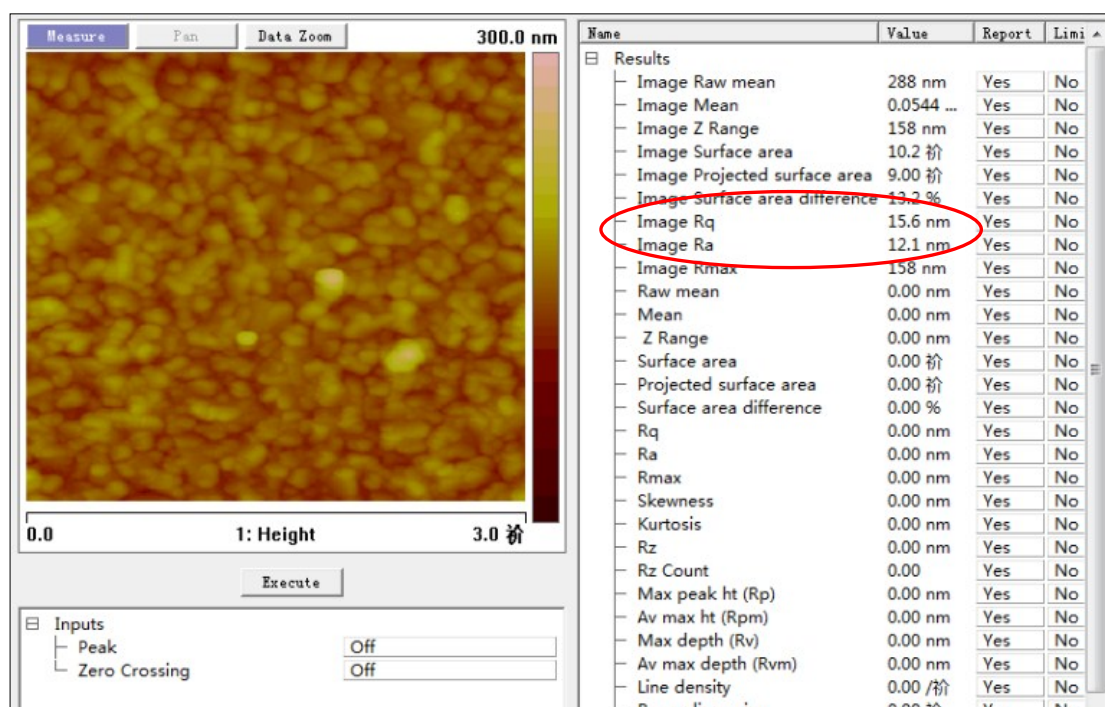 Measure Pan Data Zoom 300.0 nm
0.0 1: Height 3.0 祄
Execute
Inputs
Peak Off
Zero Crossing Off
Name Value Report Limi
Results
Image Raw mean 288 nm Yes No
Image Mean 0.0544 ... Yes No
Image Z Range 158 nm Yes No
Image Surface area 10.2 祄 Yes No
Image Projected surface area 9.00 祄 Yes No
Image Surface area difference 13.2 % Yes No
Image Rq 15.6 nm Yes No
Image Ra 12.1 nm Yes No
Image Rmax 158 nm Yes No
Raw mean 0.00 nm Yes No
Mean 0.00 nm Yes No
Z Range 0.00 nm Yes No
Surface area 0.00 祄 Yes No
Projected surface area 0.00 祄 Yes No
Surface area difference 0.00 % Yes No
Rq 0.00 nm Yes No
Ra 0.00 nm Yes No
Rmax 0.00 nm Yes No
Skewness 0.00 nm Yes No
Kurtosis 0.00 nm Yes No
Rz 0.00 nm Yes No
Rz Count 0.00 Yes No
Max peak ht (Rp) 0.00 nm Yes No
Av max ht (Rpm) 0.00 nm Yes No
Max depth (Rv) 0.00 nm Yes No
Av max depth (Rvm) 0.00 nm Yes No
Line density 0.00 /祄 Yes No